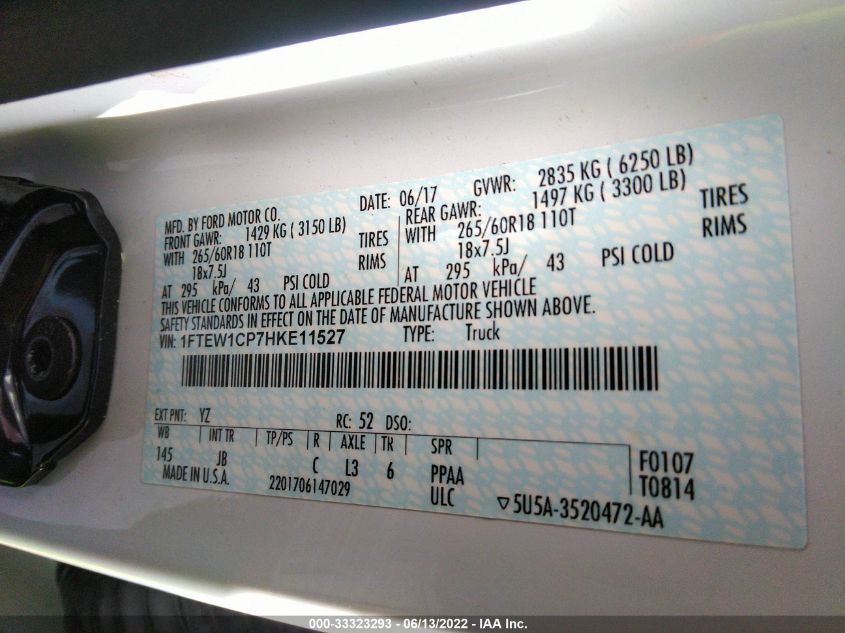 MFD. BY FORD MOTOR CO.
DATE: 06/17 GVWR: 2835 KG ( 6250 LB)
FRONT GAWR: 1429 KG ( 3150 LB)
WITH 265/60R18 110T TIRES
18x7.5J RIMS
AT 295 kPa/ 43 PSI COLD
REAR GAWR: 1497 KG ( 3300 LB)
WITH 265/60R18 110T TIRES
18x7.5J RIMS
AT 295 kPa/ 43 PSI COLD
THIS VEHICLE CONFORMS TO ALL APPLICABLE FEDERAL MOTOR VEHICLE
SAFETY STANDARDS IN EFFECT ON THE DATE OF MANUFACTURE SHOWN ABOVE.
VIN: 1FTEW1CP7HKE11527 TYPE: Truck
EXT PNT: YZ RC: 52 DSO:
WB INT TR TP/PS R AXLE TR SPR
145 JB C L3 6 PPAA F0107
MADE IN U.S.A. 2201706147029 ULC T0814
▽5U5A-3520472-AA
000-33323293 - 06/13/2022 - IAA Inc.